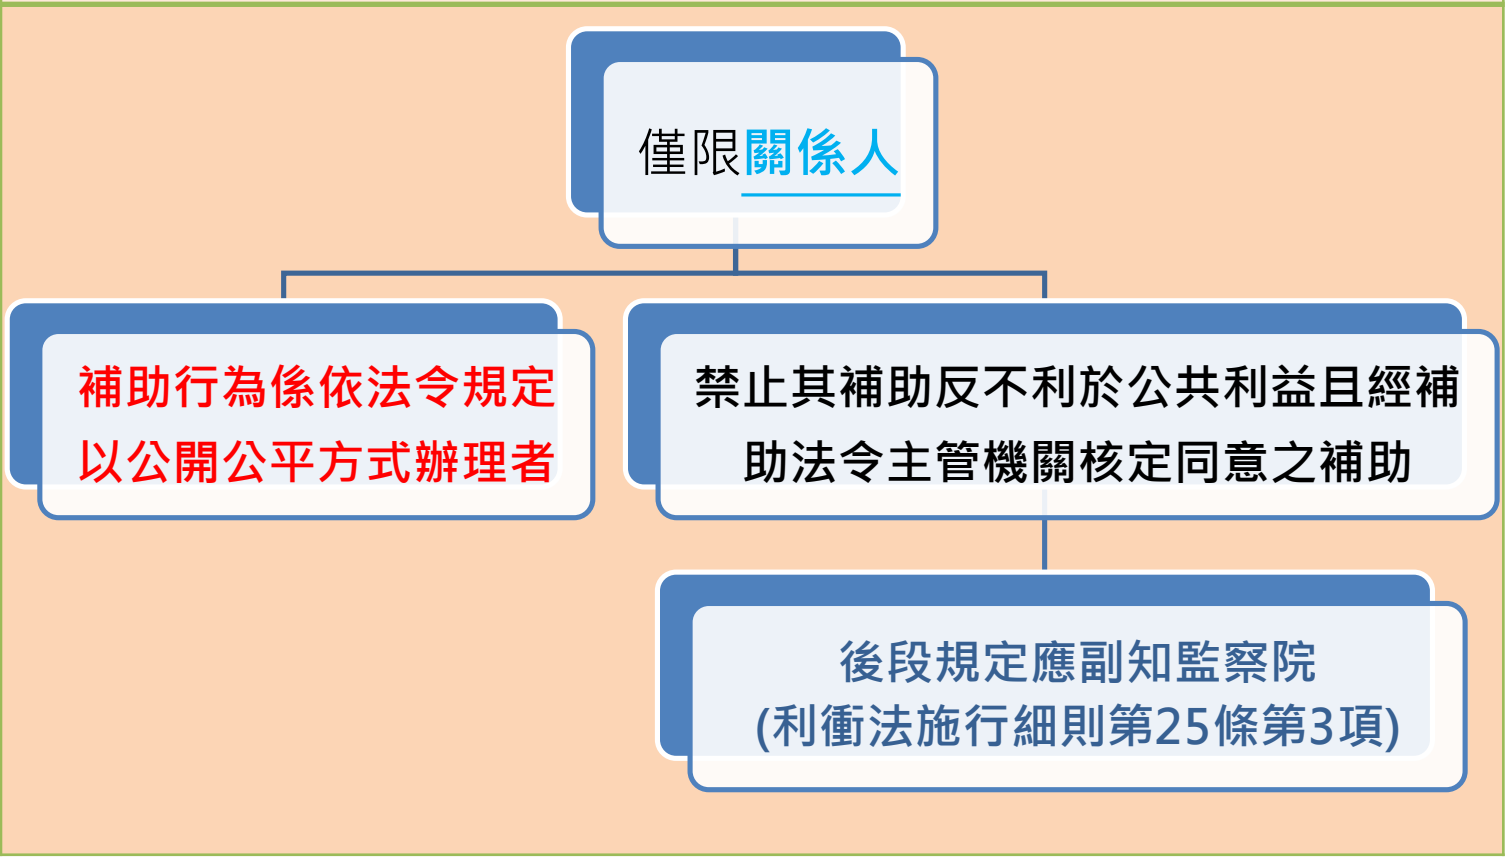 僅限關係人
補助行為係依法令規定
以公開公平方式辦理者
禁止其補助反不利於公共利益且經補
助法令主管機關核定同意之補助
後段規定應副知監察院
(利衝法施行細則第25條第3項)